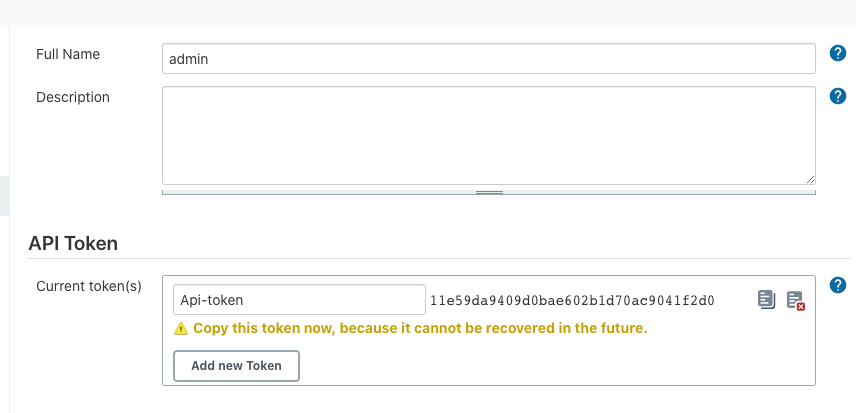 Full Name
admin
Description
API Token
Current token(s)
Api-token 11e59da9409d0bae602b1d70ac9041f2d0
Copy this token now, because it cannot be recovered in the future.
Add new Token